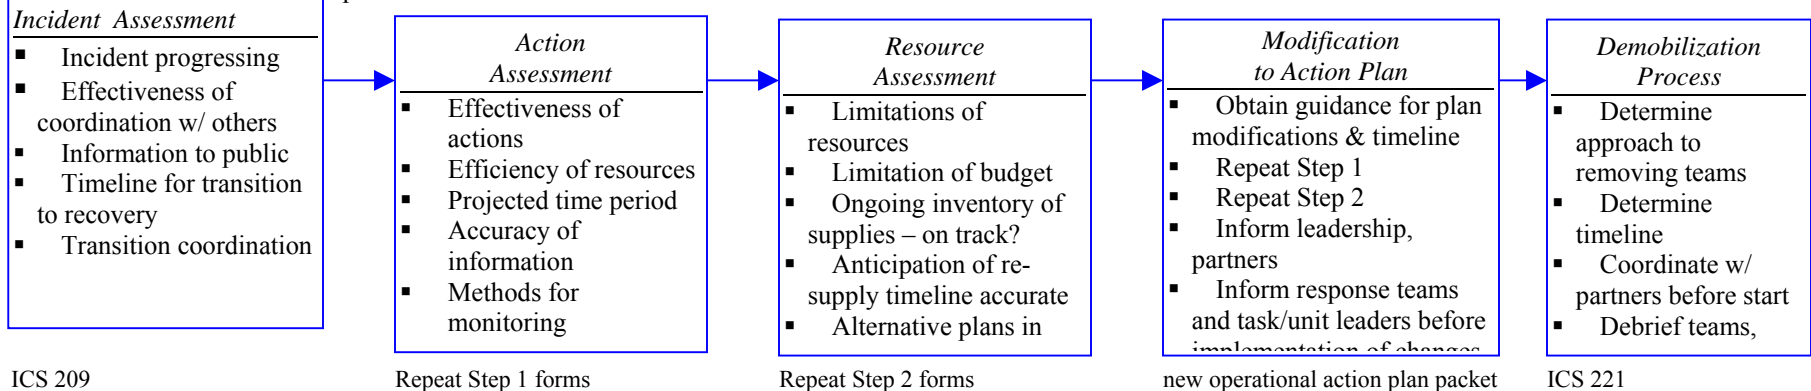 Incident Assessment
▪ Incident progressing
▪ Effectiveness of
coordination w/ others
▪ Information to public
▪ Timeline for transition
to recovery
▪ Transition coordination
ICS 209
Action
Assessment
▪ Effectiveness of
actions
▪ Efficiency of resources
▪ Projected time period
▪ Accuracy of
information
▪ Methods for
monitoring
Repeat Step 1 forms
Resource
Assessment
▪ Limitations of
resources
▪ Limitation of budget
▪ Ongoing inventory of
supplies – on track?
▪ Anticipation of re-
supply timeline accurate
▪ Alternative plans in
Repeat Step 2 forms
Modification
to Action Plan
▪ Obtain guidance for plan
modifications & timeline
▪ Repeat Step 1
▪ Repeat Step 2
▪ Inform leadership,
partners
▪ Inform response teams
and task/unit leaders before
implementation of changes
new operational action plan packet
Demobilization
Process
▪ Determine
approach to
removing teams
▪ Determine
timeline
▪ Coordinate w/
partners before start
▪ Debrief teams,
ICS 221